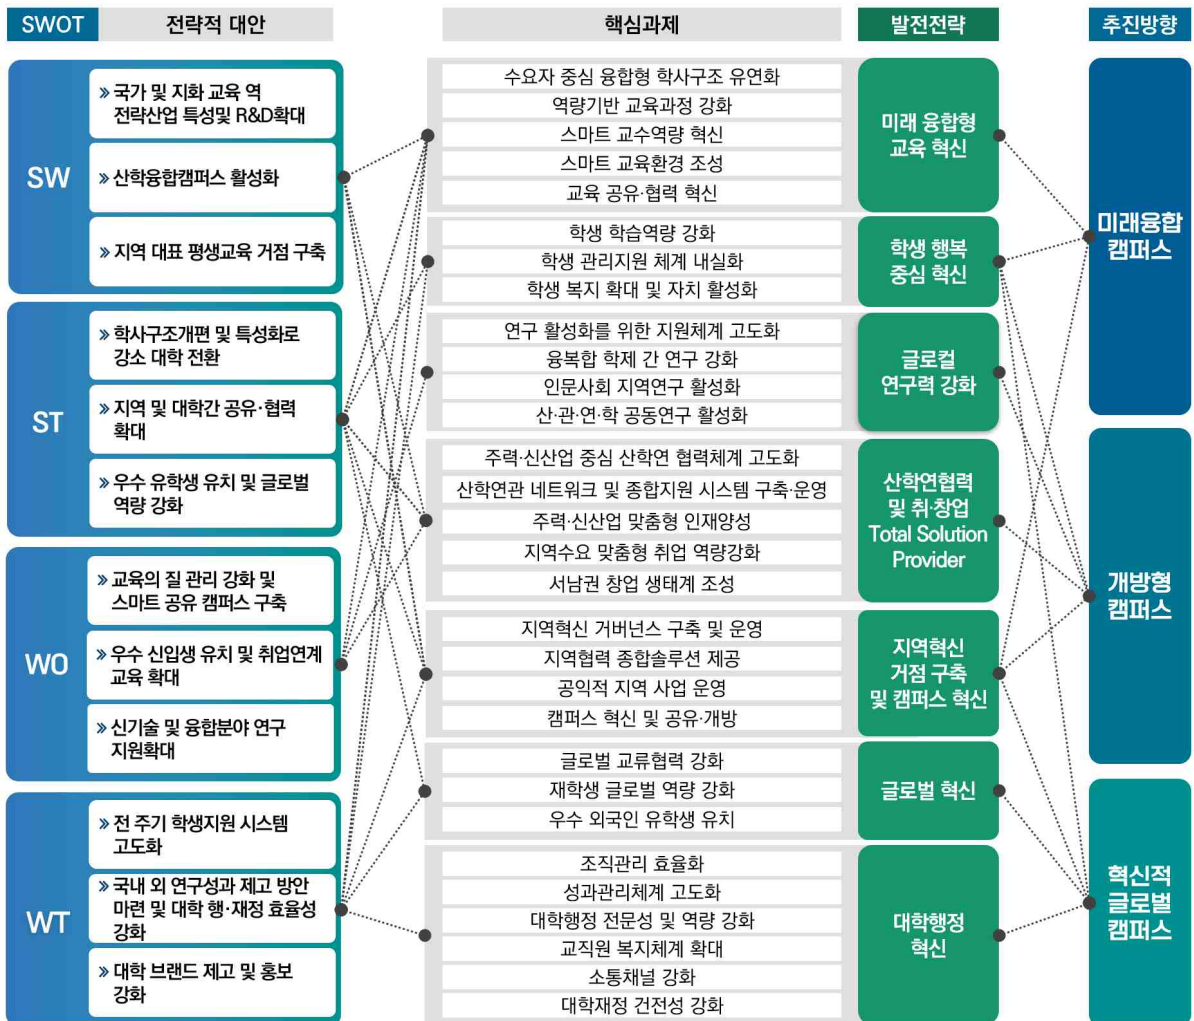 SWOT
전략적 대안
핵심과제
발전전략
추진방향
SW
» 국가 및 지화 교육 역
전략산업 특성및 R&D확대
» 산학융합캠퍼스 활성화
» 지역 대표 평생교육 거점 구축
ST
» 학사구조개편 및 특성화로
강소 대학 전환
» 지역 및 대학간 공유·협력
확대
» 우수 유학생 유치 및 글로벌
역량 강화
WO
» 교육의 질 관리 강화 및
스마트 공유 캠퍼스 구축
» 우수 신입생 유치 및 취업연계
교육 확대
» 신기술 및 융합분야 연구
지원확대
WT
» 전 주기 학생지원 시스템
고도화
» 국내 외 연구성과 제고 방안
마련 및 대학 행·재정 효율성
강화
» 대학 브랜드 제고 및 홍보
강화
수요자 중심 융합형 학사구조 유연화
역량기반 교육과정 강화
스마트 교수역량 혁신
스마트 교육환경 조성
교육 공유·협력 혁신
학생 학습역량 강화
학생 관리지원 체계 내실화
학생 복지 확대 및 자치 활성화
연구 활성화를 위한 지원체계 고도화
융복합 학제 간 연구 강화
인문사회 지역연구 활성화
산·관·연·학 공동연구 활성화
주력·신산업 중심 산학연 협력체계 고도화
산학연관 네트워크 및 종합지원 시스템 구축·운영
주력·신산업 맞춤형 인재양성
지역수요 맞춤형 취업 역량강화
서남권 창업 생태계 조성
지역혁신 거버넌스 구축 및 운영
지역협력 종합솔루션 제공
공익적 지역 사업 운영
캠퍼스 혁신 및 공유·개방
글로벌 교류협력 강화
재학생 글로벌 역량 강화
우수 외국인 유학생 유치
조직관리 효율화
성과관리체계 고도화
대학행정 전문성 및 역량 강화
교직원 복지체계 확대
소통채널 강화
대학재정 건전성 강화
미래 융합형
교육 혁신
학생 행복
중심 혁신
글로컬
연구력 강화
산학연협력
및 취·창업
Total Solution
Provider
지역혁신
거점 구축
및 캠퍼스 혁신
글로벌 혁신
대학행정
혁신
미래융합
캠퍼스
개방형
캠퍼스
혁신적
글로벌
캠퍼스